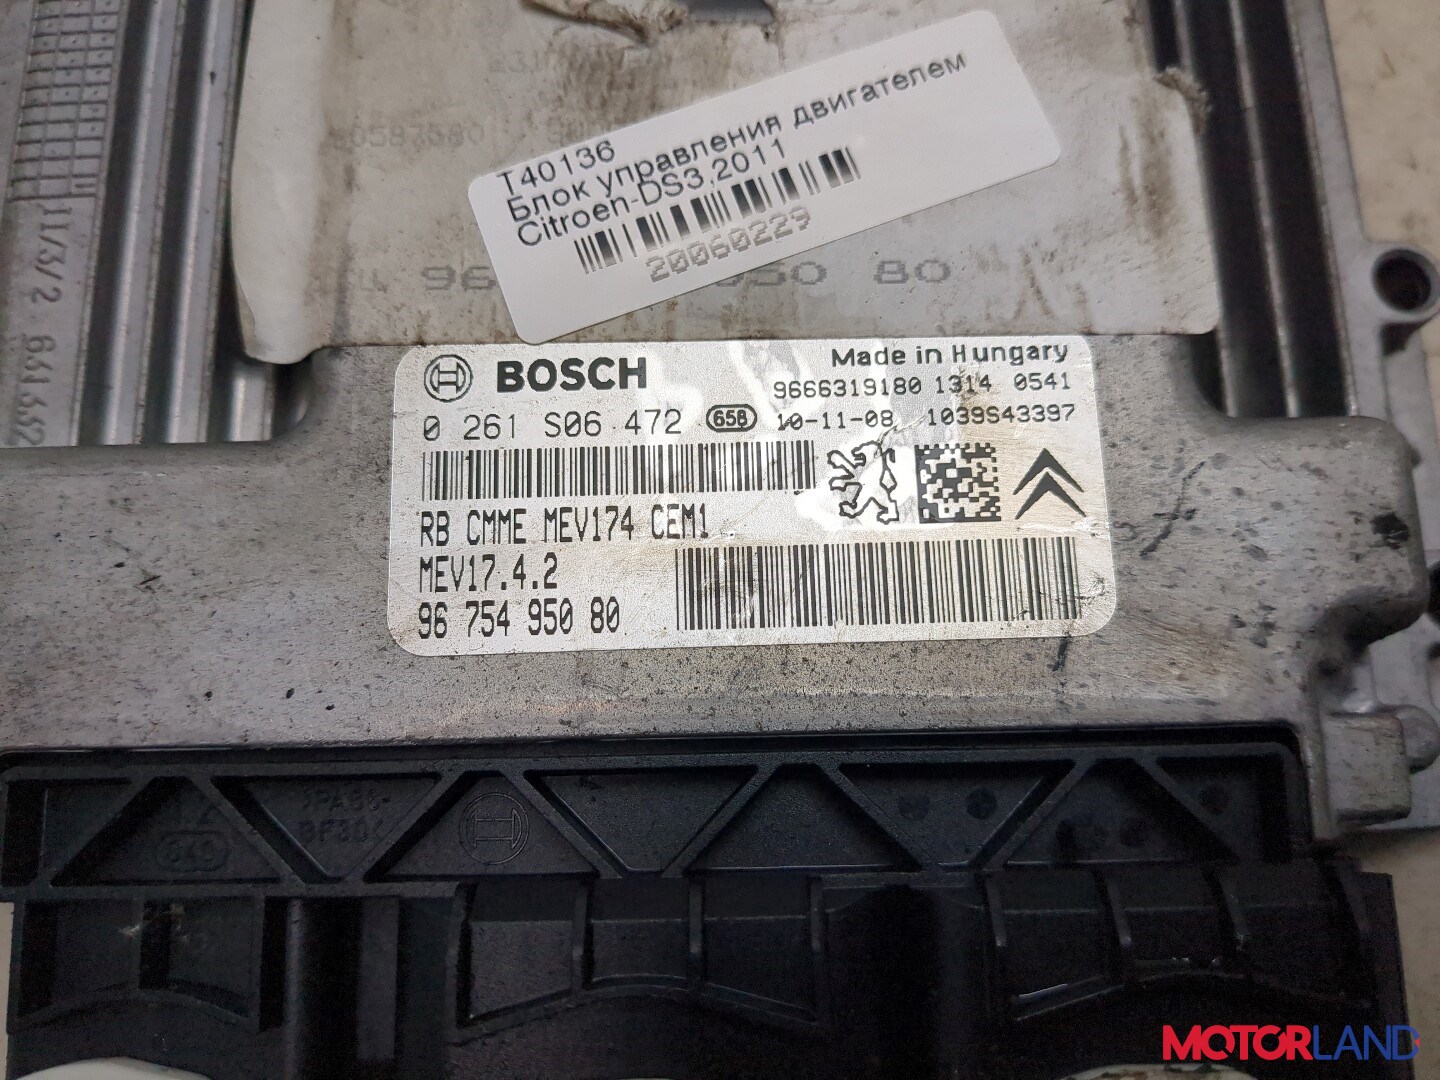 T40136
Блок управления двигателем
Citroen-DS3,2011
20060229
80
BOSCH
Made in Hungary
9666319180 1314 0541
0 261 S06 472 658 10-11-08 1039S43397
RB CMME MEV174 CEM1
MEV17.4.2
96 754 950 80
MOTORLAND